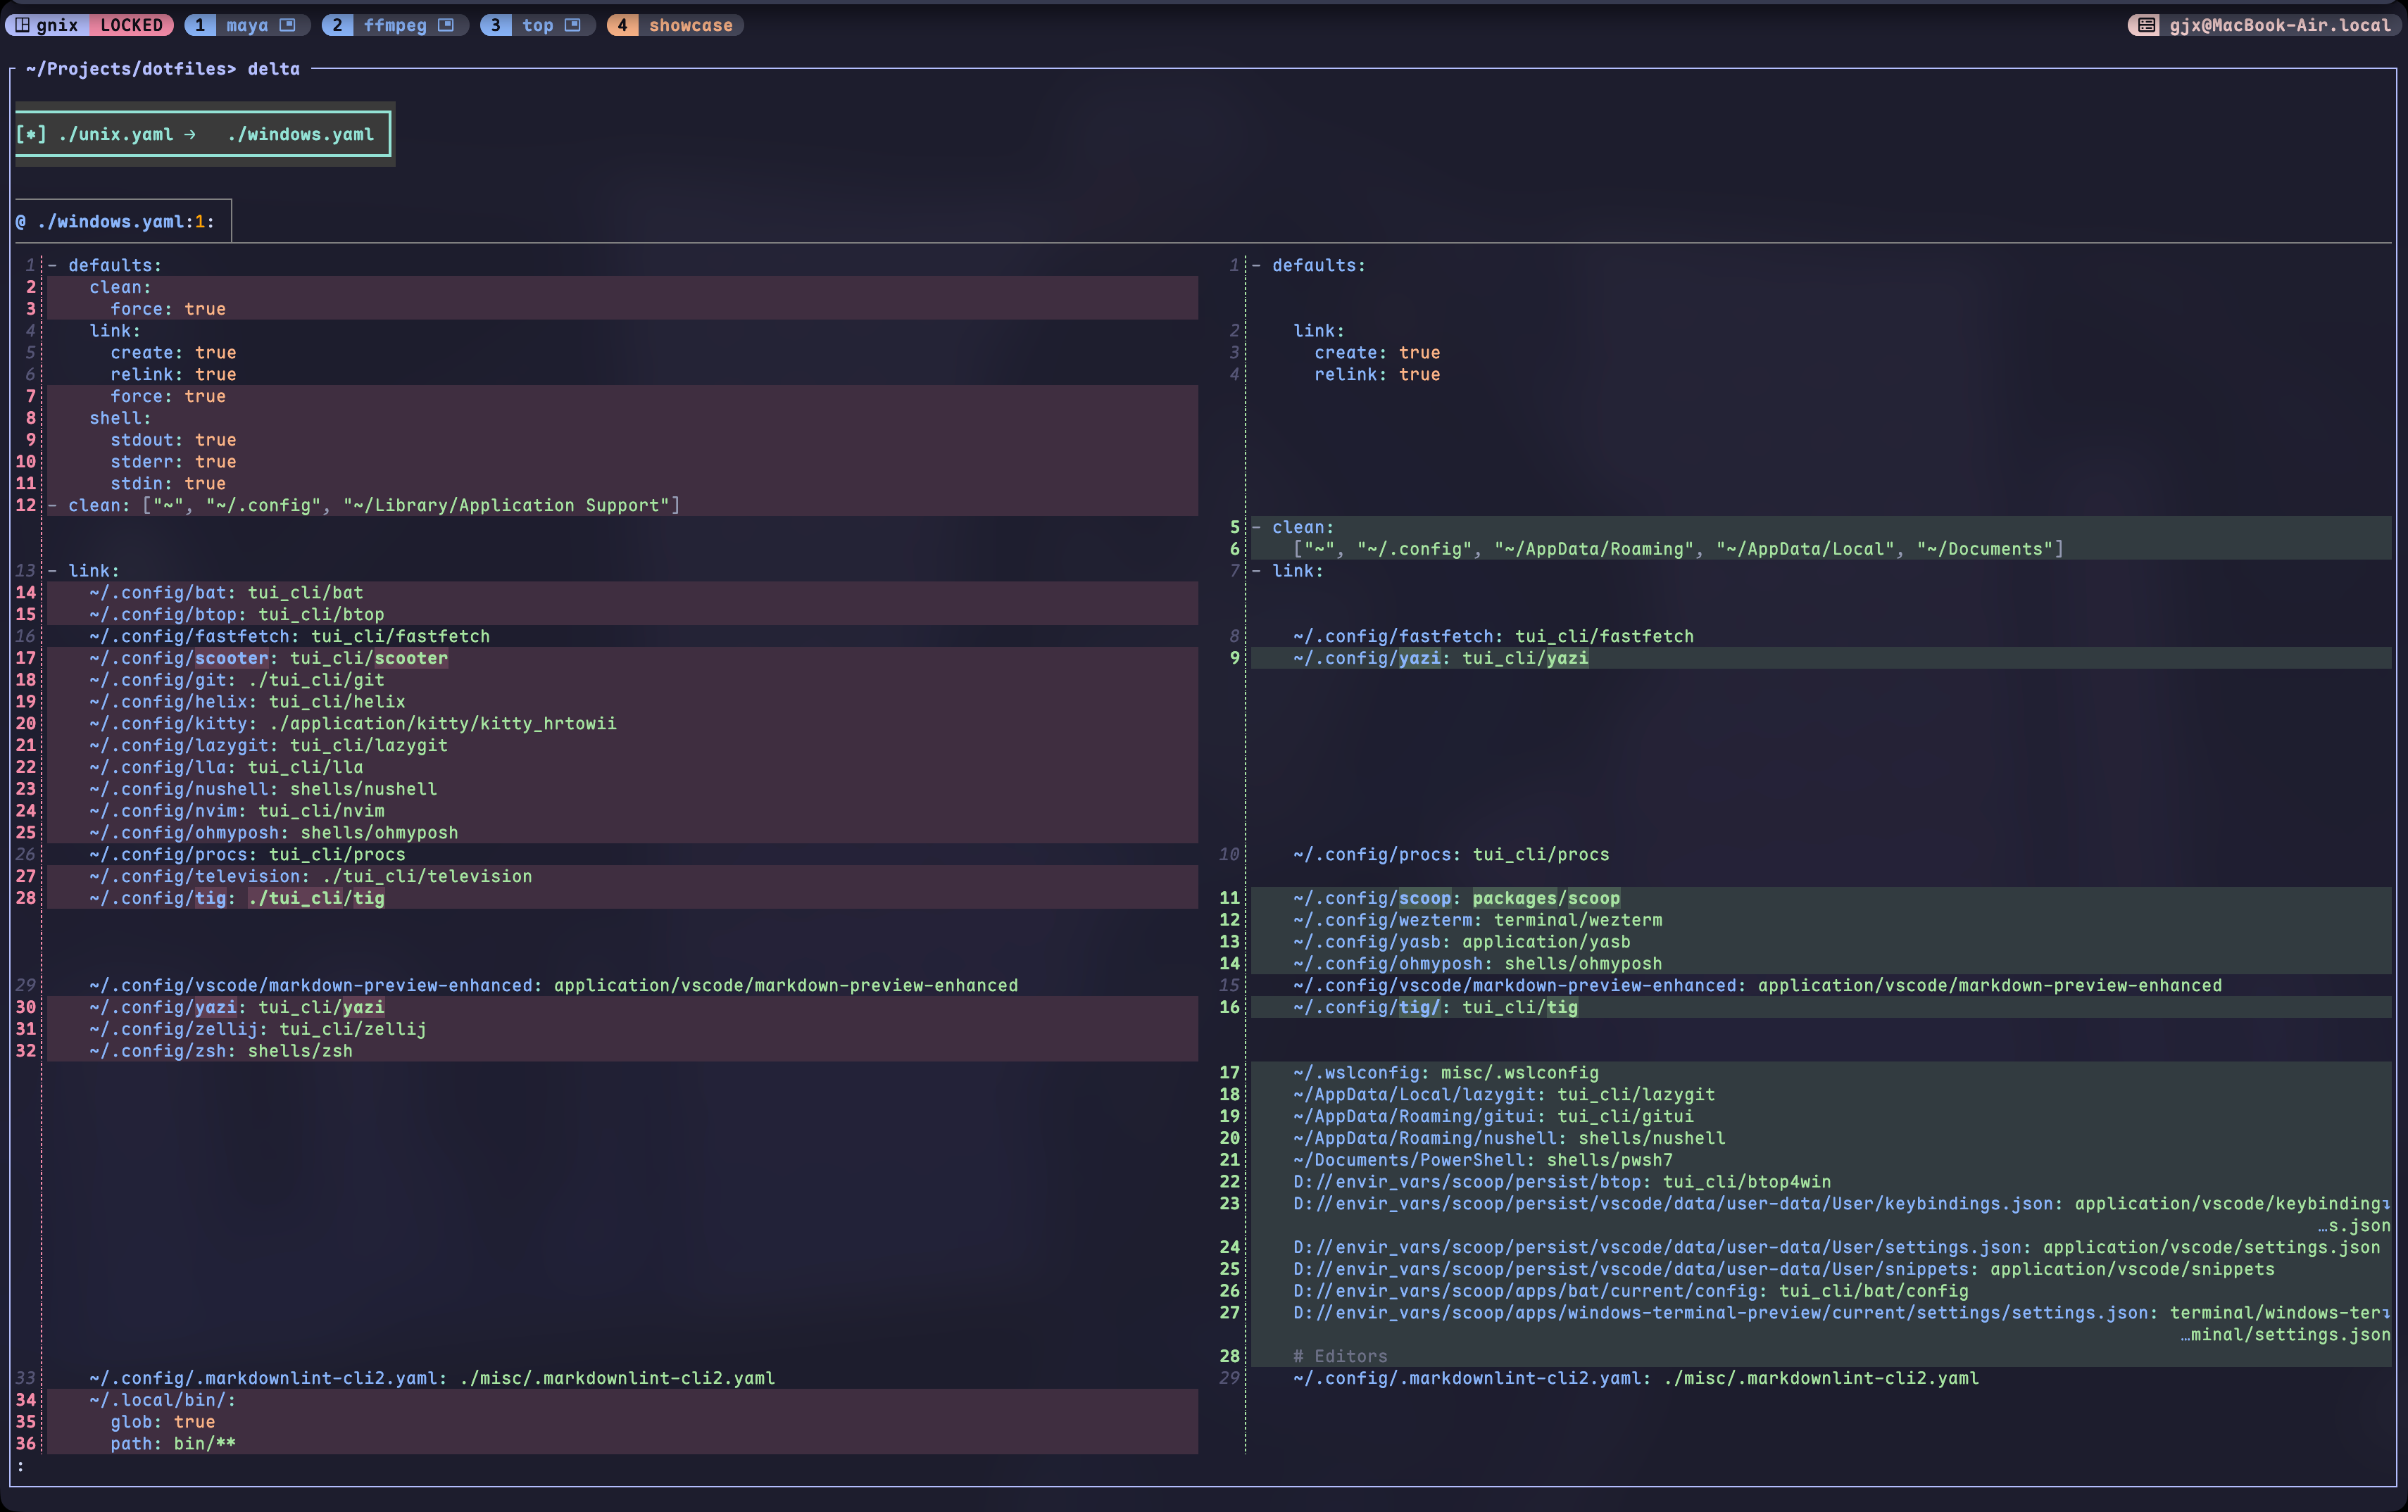 gnix LOCKED 1 maya 2 ffmpeg 3 top 4 showcase gjx@MacBook-Air.local
~/Projects/dotfiles> delta
[*] ./unix.yaml → ./windows.yaml
@ ./windows.yaml:1:
1 - defaults:
2 clean:
3 force: true
4 link:
5 create: true
6 relink: true
7 force: true
8 shell:
9 stdout: true
10 stderr: true
11 stdin: true
12 - clean: ["~", "~/.config", "~/Library/Application Support"]
13 - link:
14 ~/.config/bat: tui_cli/bat
15 ~/.config/btop: tui_cli/btop
16 ~/.config/fastfetch: tui_cli/fastfetch
17 ~/.config/scooter: tui_cli/scooter
18 ~/.config/git: ./tui_cli/git
19 ~/.config/helix: tui_cli/helix
20 ~/.config/kitty: ./application/kitty/kitty_hrtowii
21 ~/.config/lazygit: tui_cli/lazygit
22 ~/.config/lla: tui_cli/lla
23 ~/.config/nushell: shells/nushell
24 ~/.config/nvim: tui_cli/nvim
25 ~/.config/ohmyposh: shells/ohmyposh
26 ~/.config/procs: tui_cli/procs
27 ~/.config/television: ./tui_cli/television
28 ~/.config/tig: ./tui_cli/tig
29 ~/.config/vscode/markdown-preview-enhanced: application/vscode/markdown-preview-enhanced
30 ~/.config/yazi: tui_cli/yazi
31 ~/.config/zellij: tui_cli/zellij
32 ~/.config/zsh: shells/zsh
33 ~/.config/.markdownlint-cli2.yaml: ./misc/.markdownlint-cli2.yaml
34 ~/.local/bin/:
35 glob: true
36 path: bin/**
:
1 - defaults:
2 link:
3 create: true
4 relink: true
5 - clean:
6 ["~", "~/.config", "~/AppData/Roaming", "~/AppData/Local", "~/Documents"]
7 - link:
8 ~/.config/fastfetch: tui_cli/fastfetch
9 ~/.config/yazi: tui_cli/yazi
10 ~/.config/procs: tui_cli/procs
11 ~/.config/scoop: packages/scoop
12 ~/.config/wezterm: terminal/wezterm
13 ~/.config/yasb: application/yasb
14 ~/.config/ohmyposh: shells/ohmyposh
15 ~/.config/vscode/markdown-preview-enhanced: application/vscode/markdown-preview-enhanced
16 ~/.config/tig/: tui_cli/tig
17 ~/.wslconfig: misc/.wslconfig
18 ~/AppData/Local/lazygit: tui_cli/lazygit
19 ~/AppData/Roaming/gitui: tui_cli/gitui
20 ~/AppData/Roaming/nushell: shells/nushell
21 ~/Documents/PowerShell: shells/pwsh7
22 D://envir_vars/scoop/persist/btop: tui_cli/btop4win
23 D://envir_vars/scoop/persist/vscode/data/user-data/User/keybindings.json: application/vscode/keybinding↴
…s.json
24 D://envir_vars/scoop/persist/vscode/data/user-data/User/settings.json: application/vscode/settings.json
25 D://envir_vars/scoop/persist/vscode/data/user-data/User/snippets: application/vscode/snippets
26 D://envir_vars/scoop/apps/bat/current/config: tui_cli/bat/config
27 D://envir_vars/scoop/apps/windows-terminal-preview/current/settings/settings.json: terminal/windows-ter↴
…minal/settings.json
28 # Editors
29 ~/.config/.markdownlint-cli2.yaml: ./misc/.markdownlint-cli2.yaml